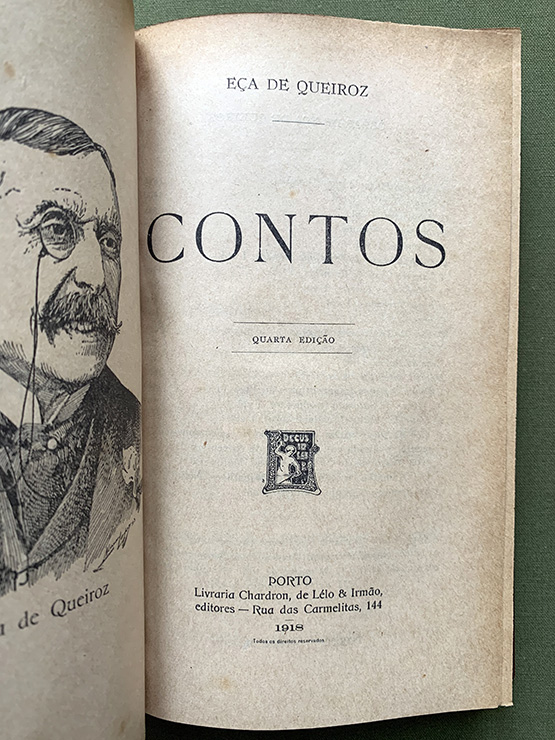 de Queiroz
EÇA DE QUEIROZ
CONTOS
QUARTA EDIÇÃO
DECUS
PORTO
Livraria Chardron, de Lélo & Irmão,
editores — Rua das Carmelitas, 144
1918
Todos os direitos reservados